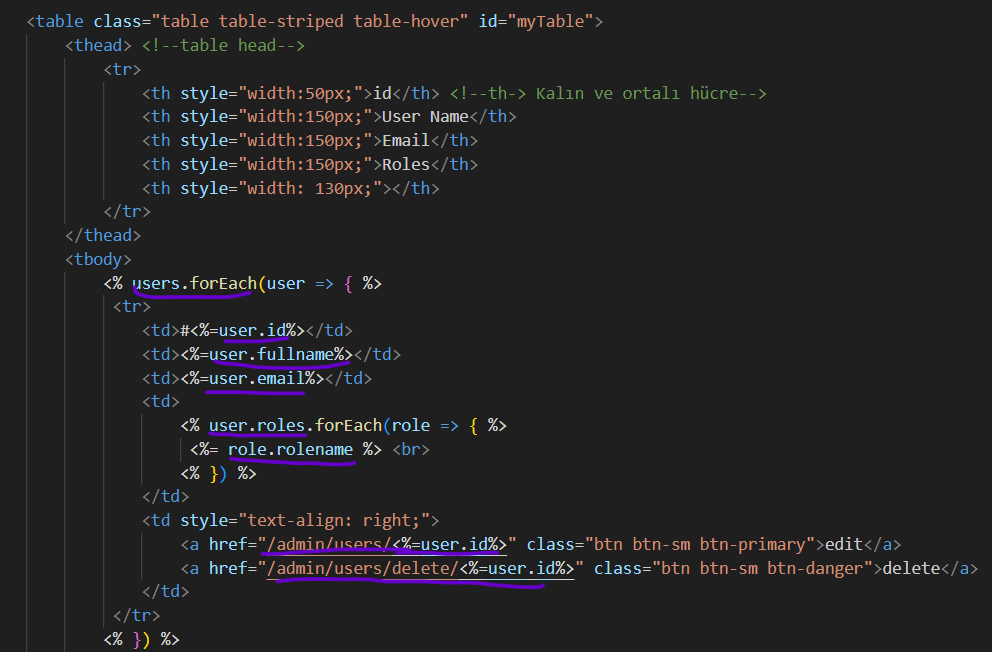 <table class="table table-striped table-hover" id="myTable">
<thead> <!--table head-->
<tr>
<th style="width:50px;">id</th> <!--th-> Kalın ve ortalı hücre-->
<th style="width:150px;">User Name</th>
<th style="width:150px;">Email</th>
<th style="width:150px;">Roles</th>
<th style="width: 130px;"></th>
</tr>
</thead>
<tbody>
<% users.forEach(user => { %>
<tr>
<td>#<%=user.id%></td>
<td><%=user.fullname%></td>
<td><%=user.email%></td>
<td>
<% user.roles.forEach(role => { %>
<%= role.rolename %> <br>
<% }) %>
</td>
<td style="text-align: right;">
<a href="/admin/users/<%=user.id%>" class="btn btn-sm btn-primary">edit</a>
<a href="/admin/users/delete/<%=user.id%>" class="btn btn-sm btn-danger">delete</a>
</td>
</tr>
<% }) %>